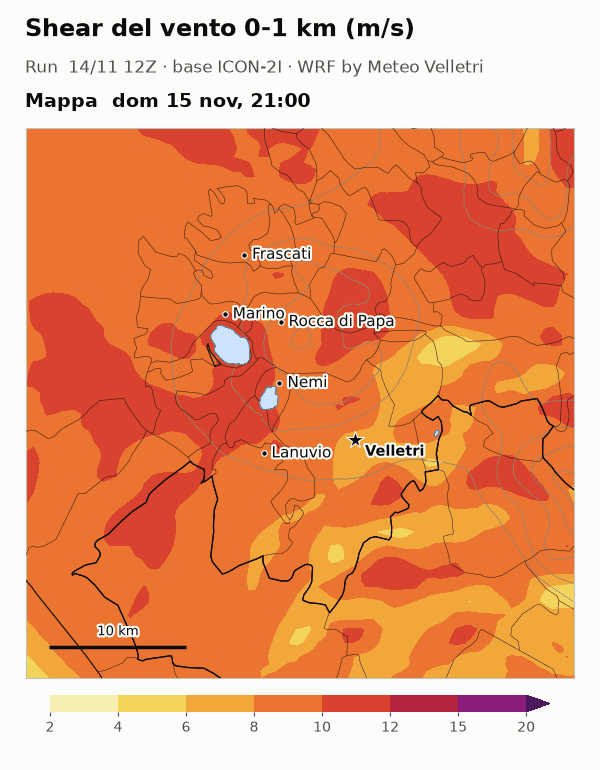 Shear del vento 0-1 km (m/s)
Run  14/11 12Z · base ICON-2I · WRF by Meteo Velletri
Mappa  dom 15 nov, 21:00
Frascati
Marino
Rocca di Papa
Nemi
Velletri
Lanuvio
10 km
2 4 6 8 10 12 15 20